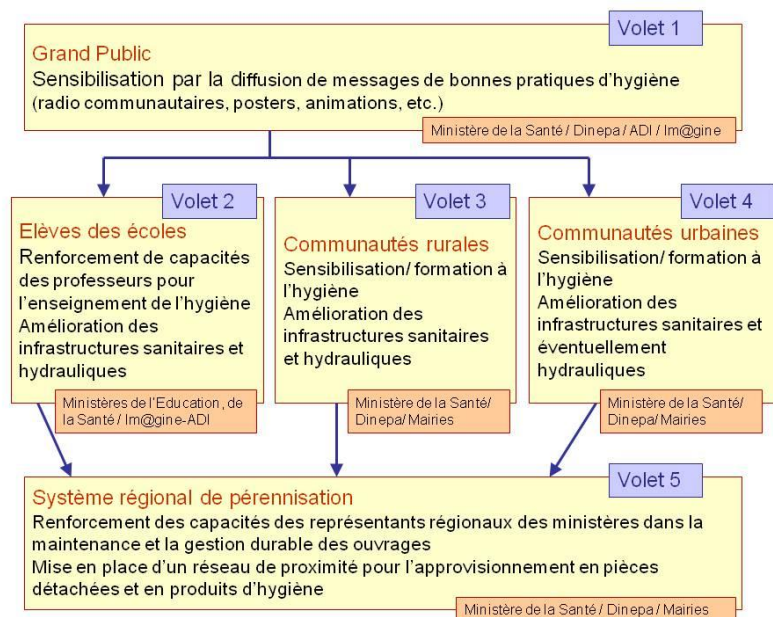 Volet 1
Grand Public
Sensibilisation par la diffusion de messages de bonnes pratiques d'hygiène
(radio communautaires, posters, animations, etc.)
Ministère de la Santé / Dinepa / ADI / Im@gine
Volet 2
Elèves des écoles
Renforcement de capacités
des professeurs pour
l'enseignement de l'hygiène
Amélioration des
infrastructures sanitaires et
hydrauliques
Ministères de l'Education, de
la Santé / Im@gine-ADI
Volet 3
Communautés rurales
Sensibilisation/ formation à
l'hygiène
Amélioration des
infrastructures sanitaires
et hydrauliques
Ministère de la Santé/
Dinepa/ Mairies
Volet 4
Communautés urbaines
Sensibilisation/ formation à
l'hygiène
Amélioration des
infrastructures sanitaires et
éventuellement
hydrauliques
Ministère de la Santé/
Dinepa/ Mairies
Volet 5
Système régional de pérennisation
Renforcement des capacités des représentants régionaux des ministères dans la
maintenance et la gestion durable des ouvrages
Mise en place d'un réseau de proximité pour l'approvisionnement en pièces
détachées et en produits d'hygiène
Ministère de la Santé / Dinepa / Mairies